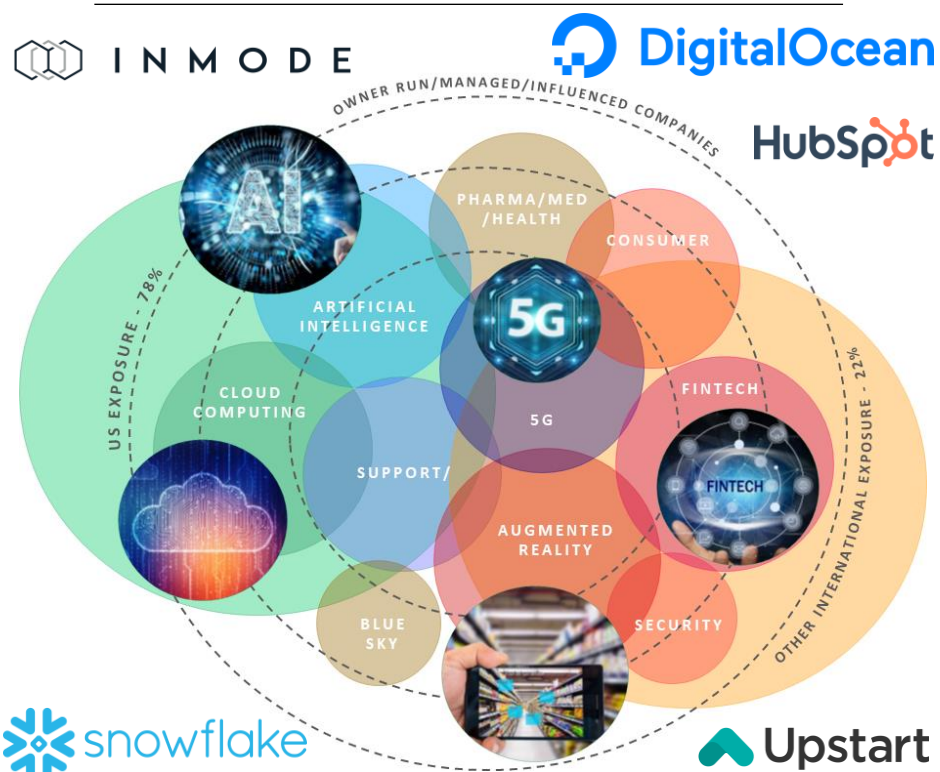 INMODE
DigitalOcean
OWNER RUN/MANAGED/INFLUENCED COMPANIES
HubSpot
AI
PHARMA/MED
/HEALTH
CONSUMER
US EXPOSURE - 78%
ARTIFICIAL
INTELLIGENCE
5G
CLOUD
COMPUTING
5G
FINTECH
OTHER INTERNATIONAL EXPOSURE - 22%
SUPPORT/
FINTECH
AUGMENTED
REALITY
BLUE
SKY
SECURITY
snowflake
Upstart